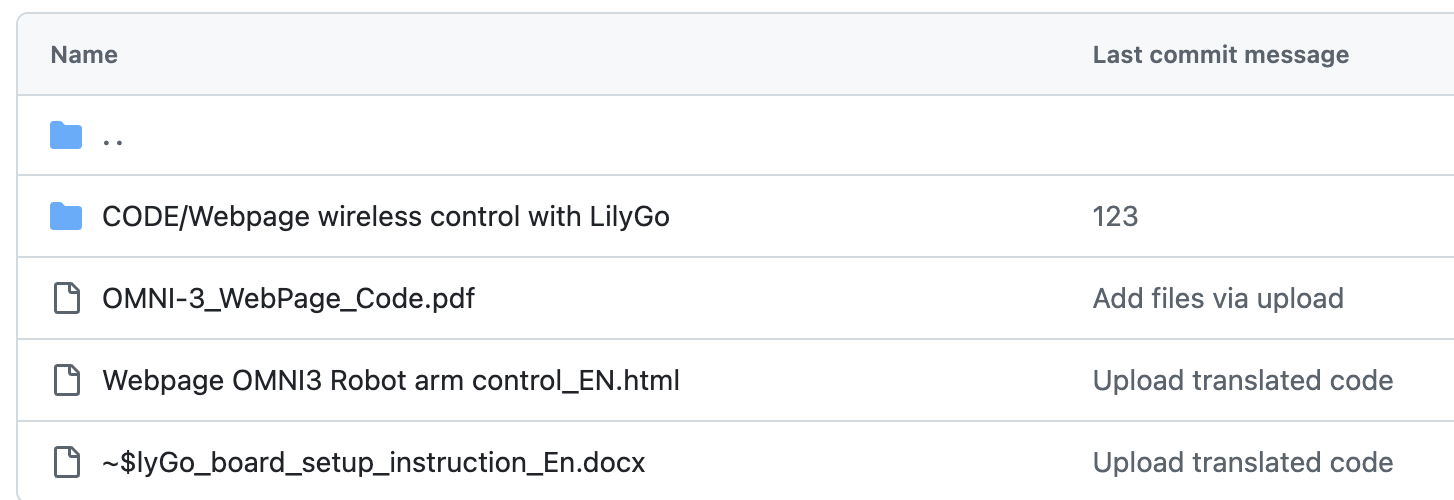 Name Last commit message
..
CODE/Webpage wireless control with LilyGo 123
OMNI-3_WebPage_Code.pdf Add files via upload
Webpage OMNI3 Robot arm control_EN.html Upload translated code
~$lyGo_board_setup_instruction_En.docx Upload translated code